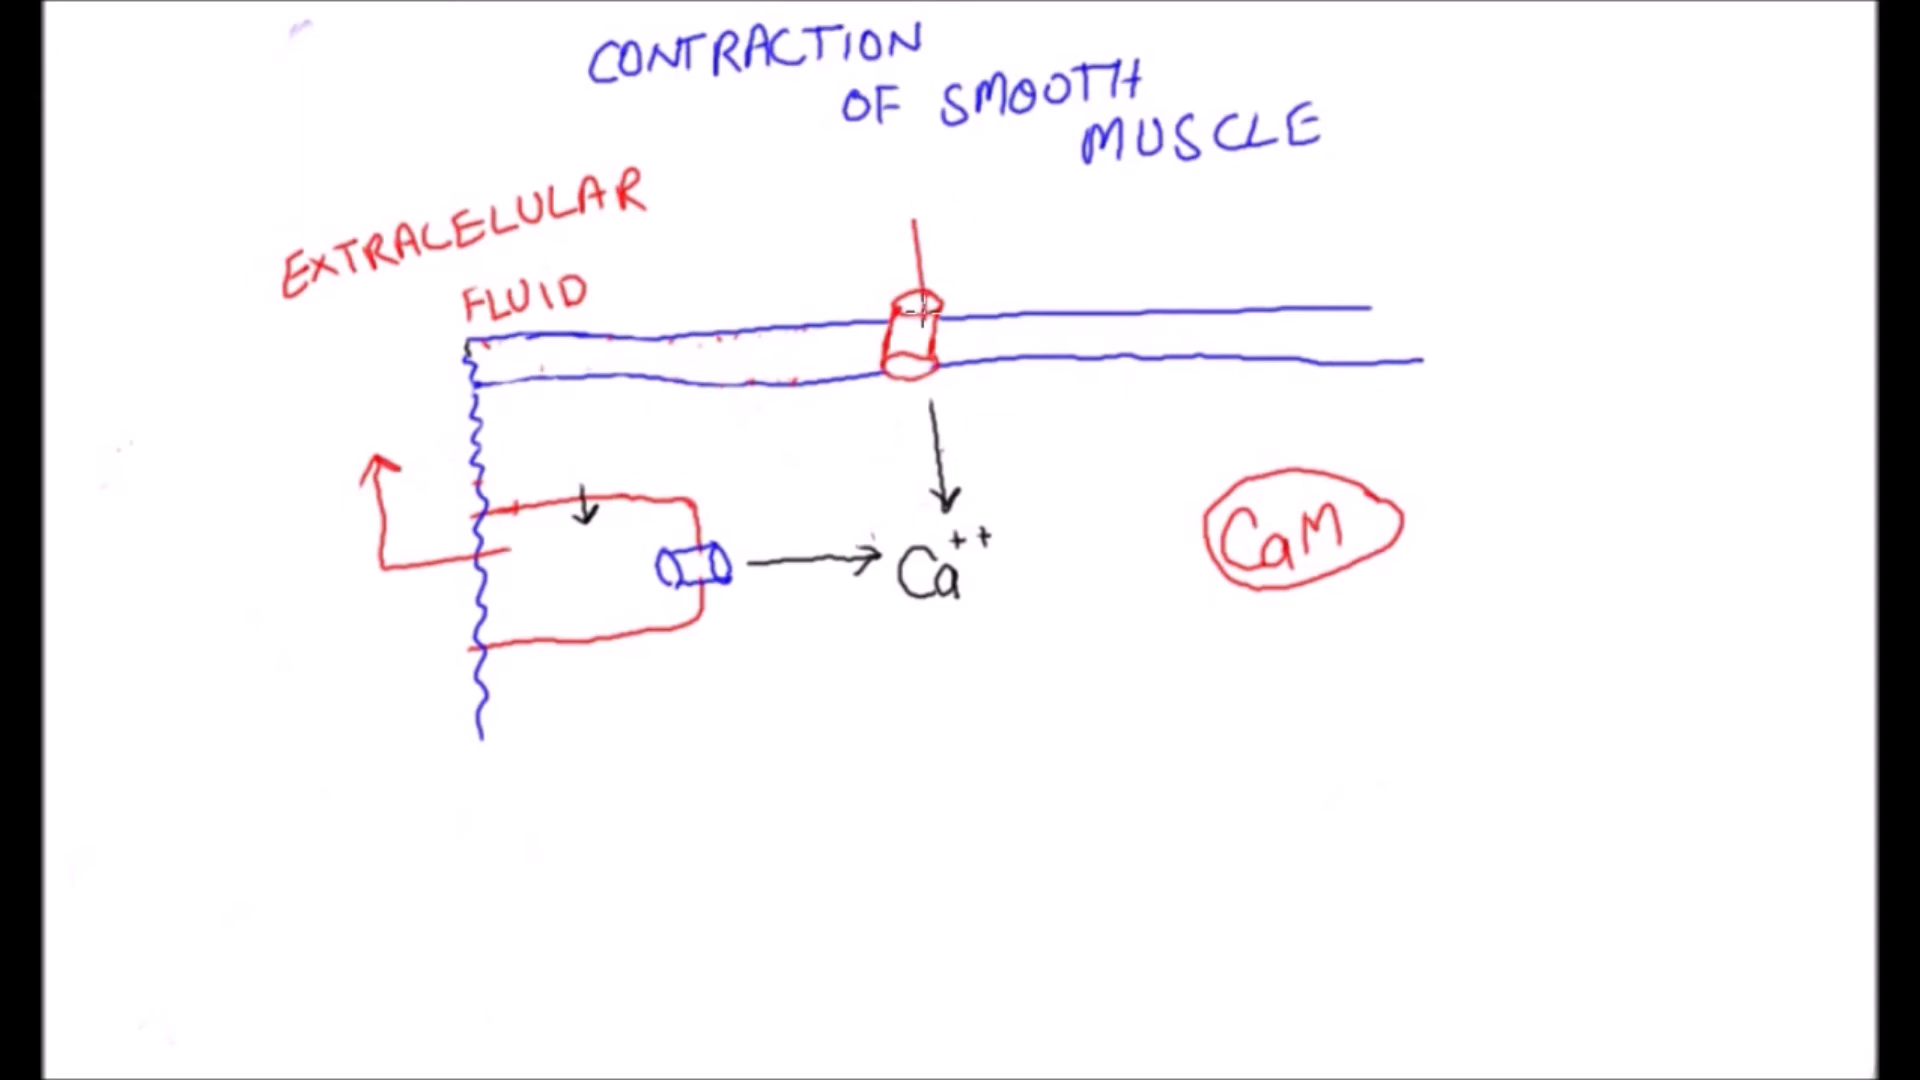 CONTRACTION
OF SMOOTH
MUSCLE
EXTRACELULAR
FLUID
Ca++
CaM